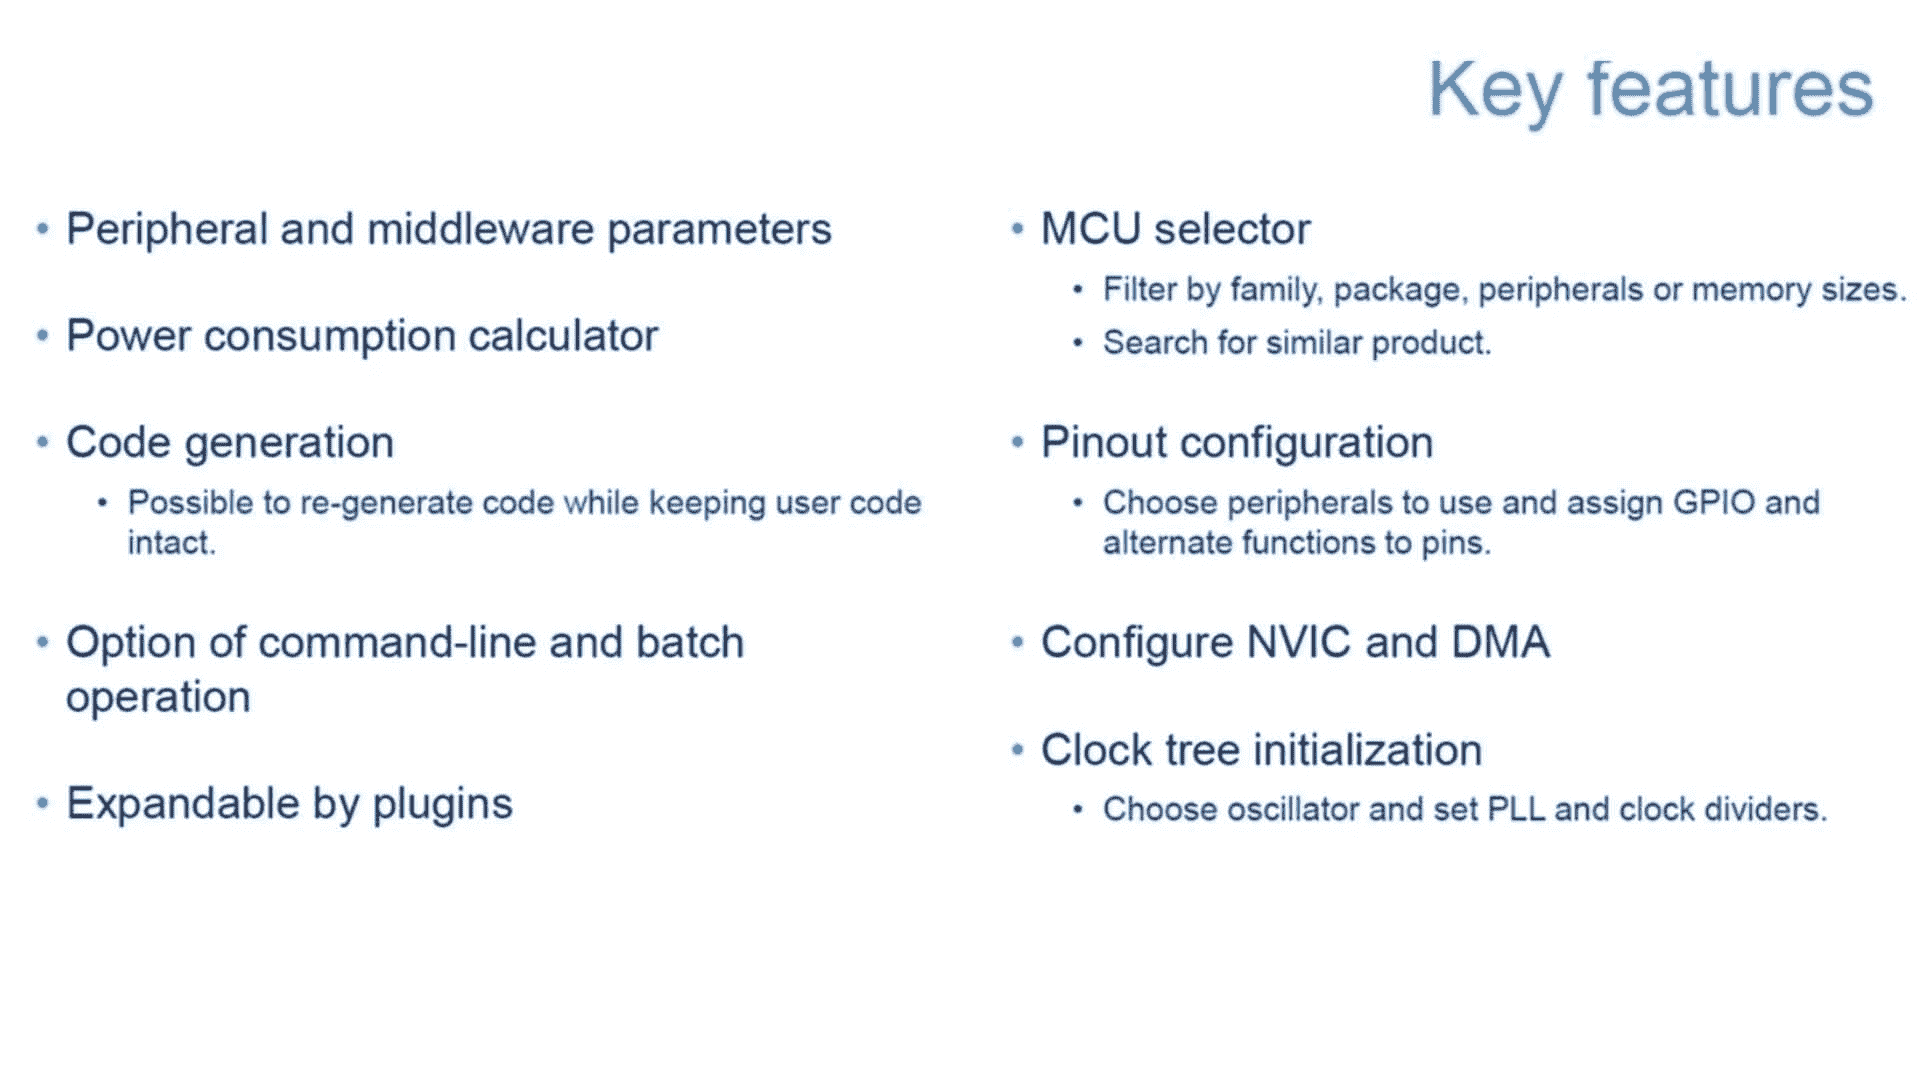 Key features
• Peripheral and middleware parameters
• Power consumption calculator
• Code generation
• Possible to re-generate code while keeping user code
intact.
• Option of command-line and batch
operation
• Expandable by plugins
• MCU selector
• Filter by family, package, peripherals or memory sizes.
• Search for similar product.
• Pinout configuration
• Choose peripherals to use and assign GPIO and
alternate functions to pins.
• Configure NVIC and DMA
• Clock tree initialization
• Choose oscillator and set PLL and clock dividers.